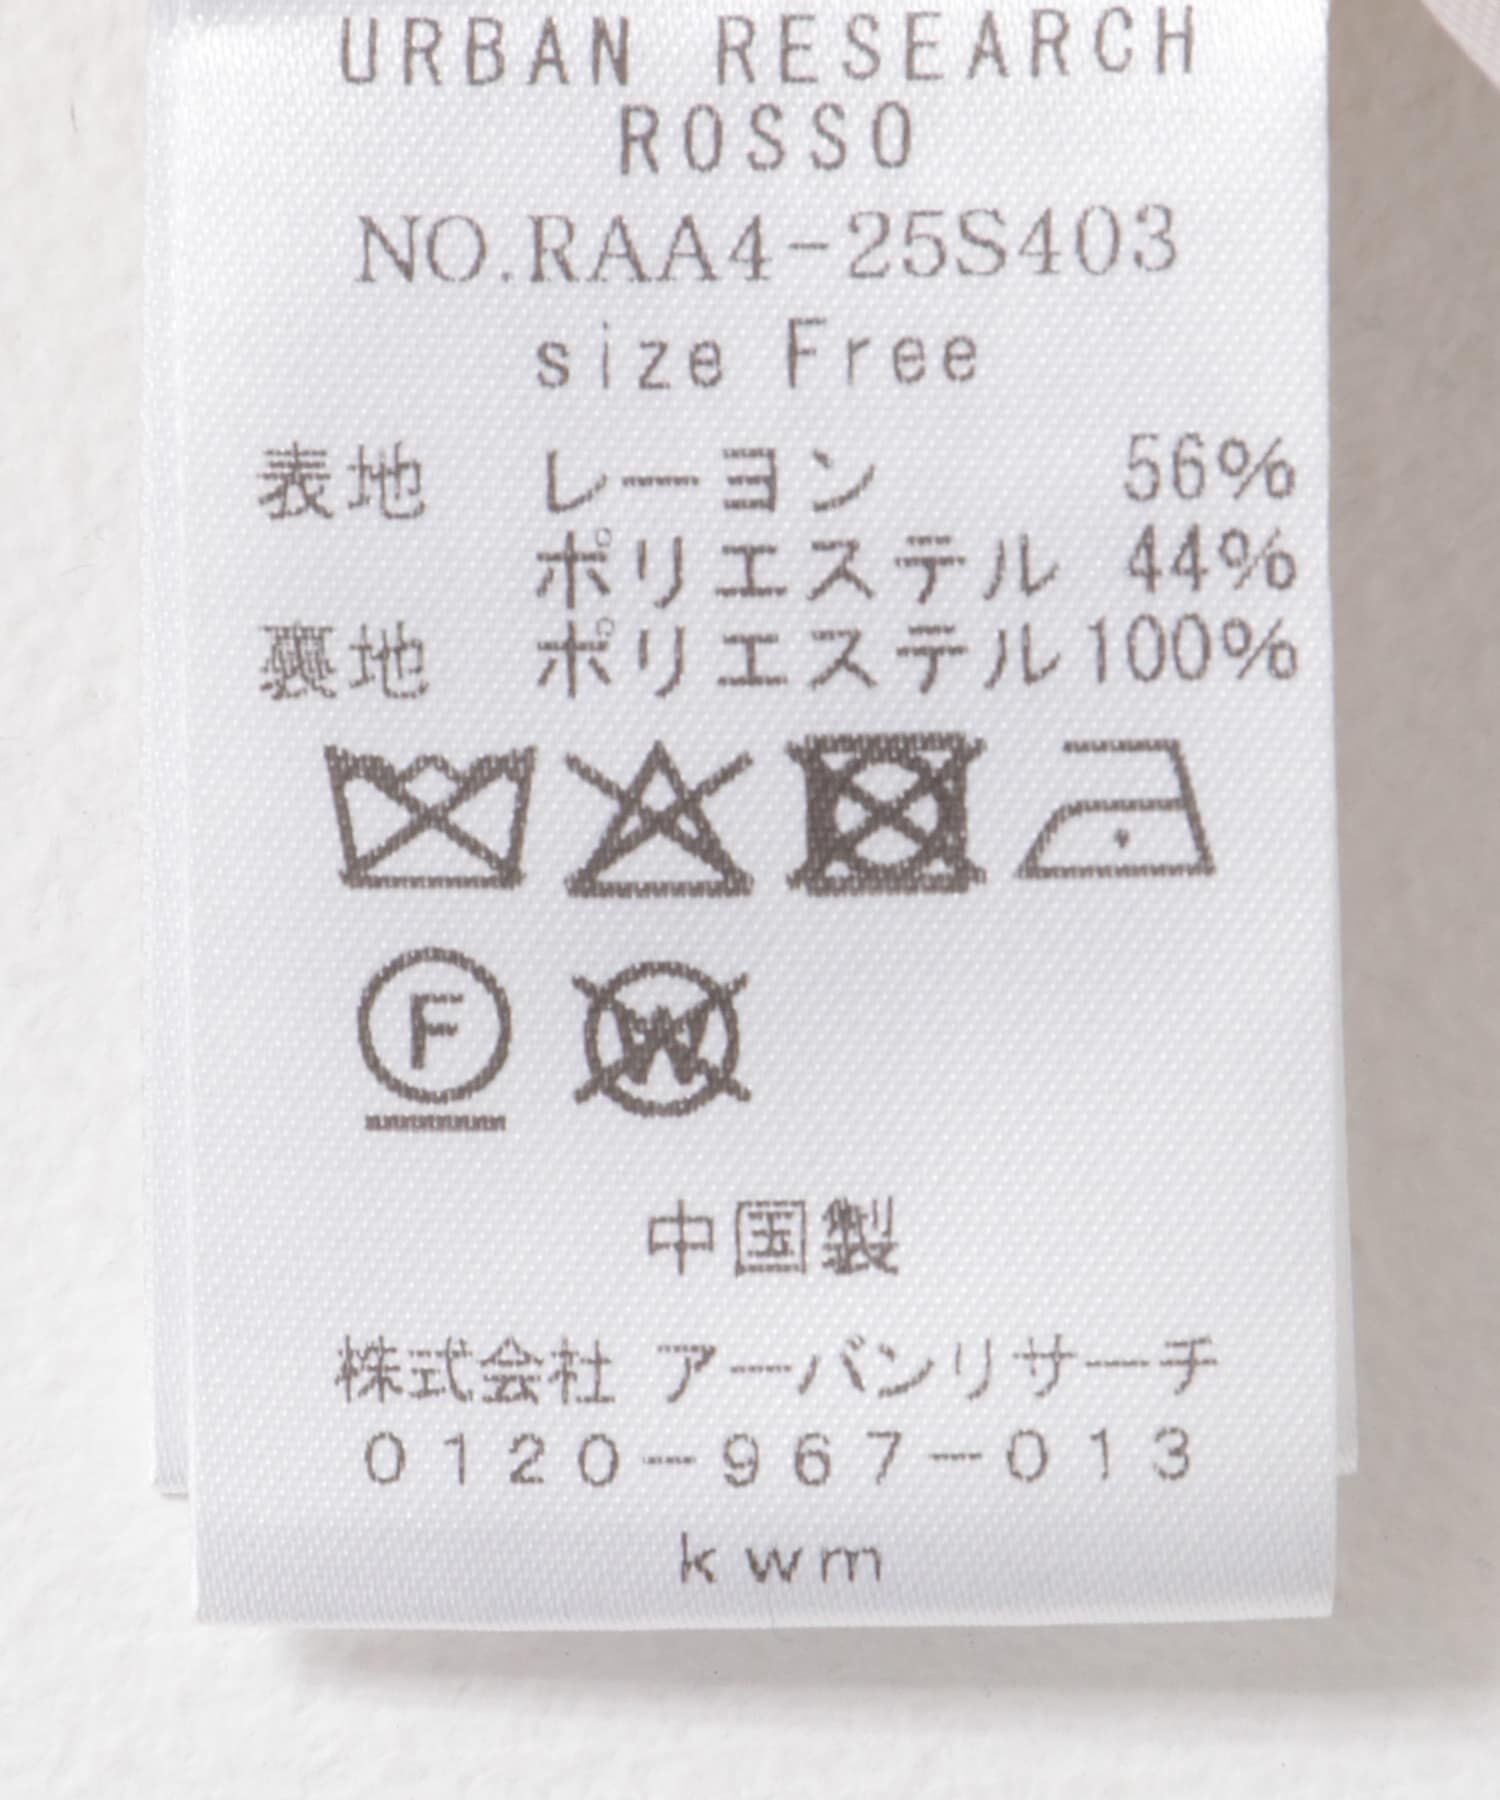 URBAN RESEARCH
ROSSO
NO.RAA4-25S403
size Free
表地 レーヨン 56%
ポリエステル 44%
裏地 ポリエステル 100%
F W
中国製
株式会社 アーバンリサーチ
0120-967-013
kwm